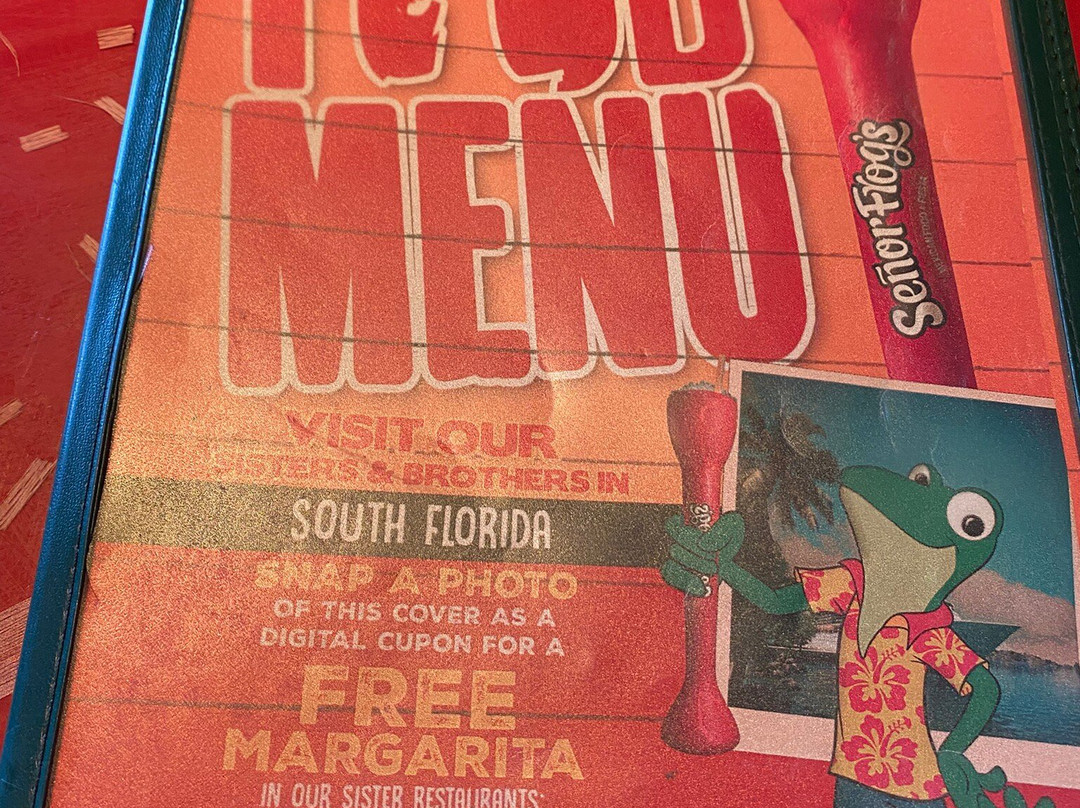 FOOD
MENU
Señor Frog's
VISIT OUR
SISTERS & BROTHERS IN
SOUTH FLORIDA
SNAP A PHOTO
OF THIS COVER AS A
DIGITAL CUPON FOR A
FREE
MARGARITA
IN OUR SISTER RESTAURANTS: